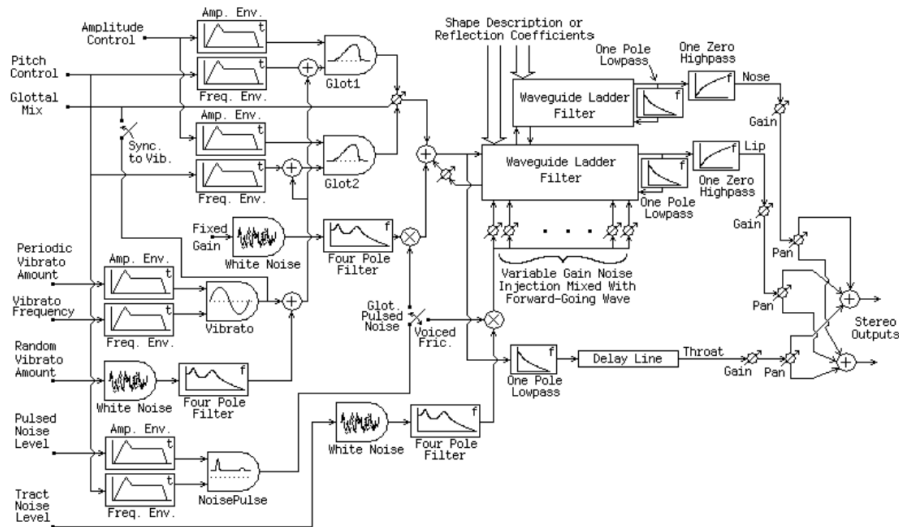 Amp. Env.
Amplitude
Control
t
Pitch
Control
t
Glot1
Glottal
Mix
Freq. Env.
Amp. Env.
Sync.
to Vib.
t
t
Glot2
Freq. Env.
Shape Description or
Reflection Coefficients
One Pole
Lowpass
One Zero
Highpass
Waveguide Ladder
Filter
f
f
Nose
Gain
Waveguide Ladder
Filter
f
f
Lip
One Zero
Highpass
One Pole
Lowpass
Gain
Fixed
Gain
White Noise
f
Four Pole
Filter
. . .
Variable Gain Noise
Injection Mixed With
Forward-Going Wave
Pan
Pan
Stereo
Outputs
Periodic
Vibrato
Amount
Amp. Env.
t
Vibrato
Frequency
t
Vibrato
Freq. Env.
Glot.
Pulsed
Noise
Voiced
Fric.
Random
Vibrato
Amount
White Noise
f
Four Pole
Filter
f
One Pole
Lowpass
Delay Line
Throat
Gain
Pan
Pulsed
Noise
Level
Amp. Env.
t
t
NoisePulse
Freq. Env.
White Noise
f
Four Pole
Filter
Tract
Noise
Level